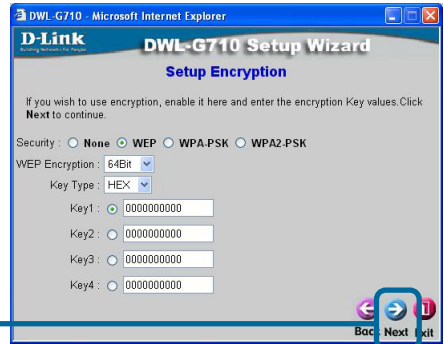 DWL-G710 - Microsoft Internet Explorer
D-Link
Building Networks for People
DWL-G710 Setup Wizard
Setup Encryption
If you wish to use encryption, enable it here and enter the encryption Key values.Click
Next to continue.
Security : None WEP WPA-PSK WPA2-PSK
WEP Encryption : 64Bit
Key Type : HEX
Key1 : 0000000000
Key2 : 0000000000
Key3 : 0000000000
Key4 : 0000000000
Back Next Exit